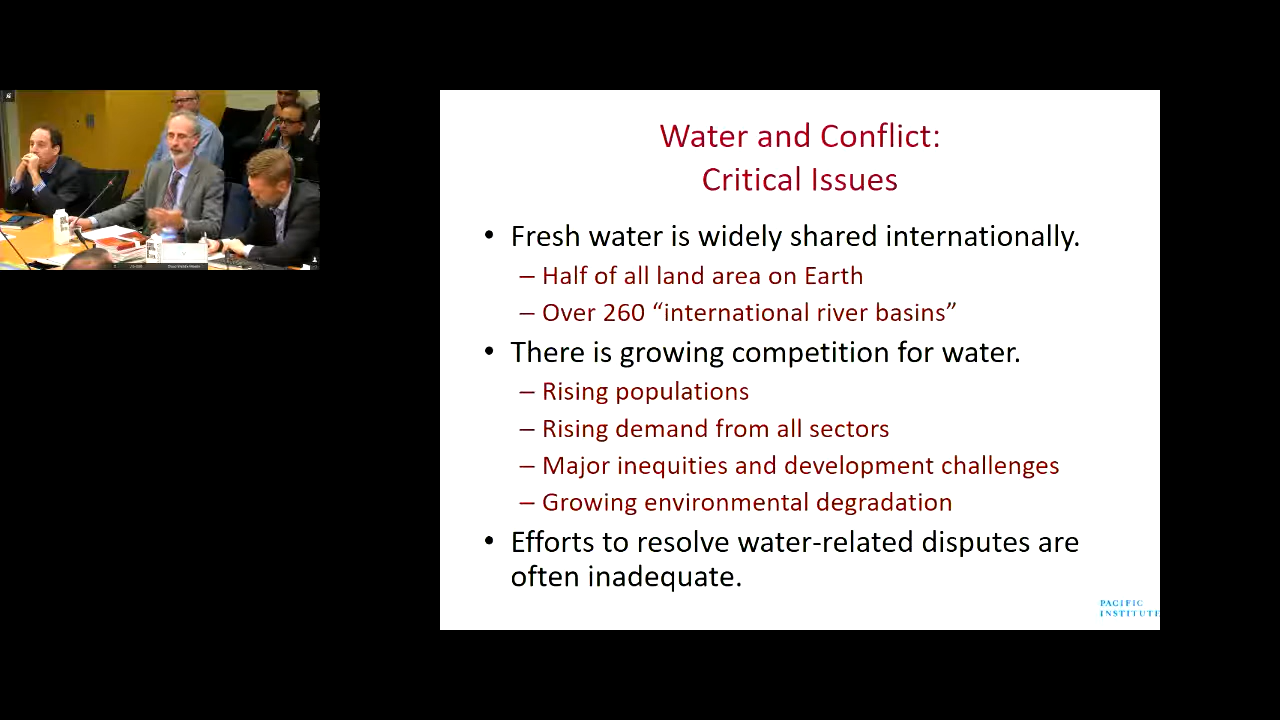 Water and Conflict:
Critical Issues
• Fresh water is widely shared internationally.
– Half of all land area on Earth
– Over 260 “international river basins”
• There is growing competition for water.
– Rising populations
– Rising demand from all sectors
– Major inequities and development challenges
– Growing environmental degradation
• Efforts to resolve water-related disputes are
often inadequate.
PACIFIC
INSTITUTE